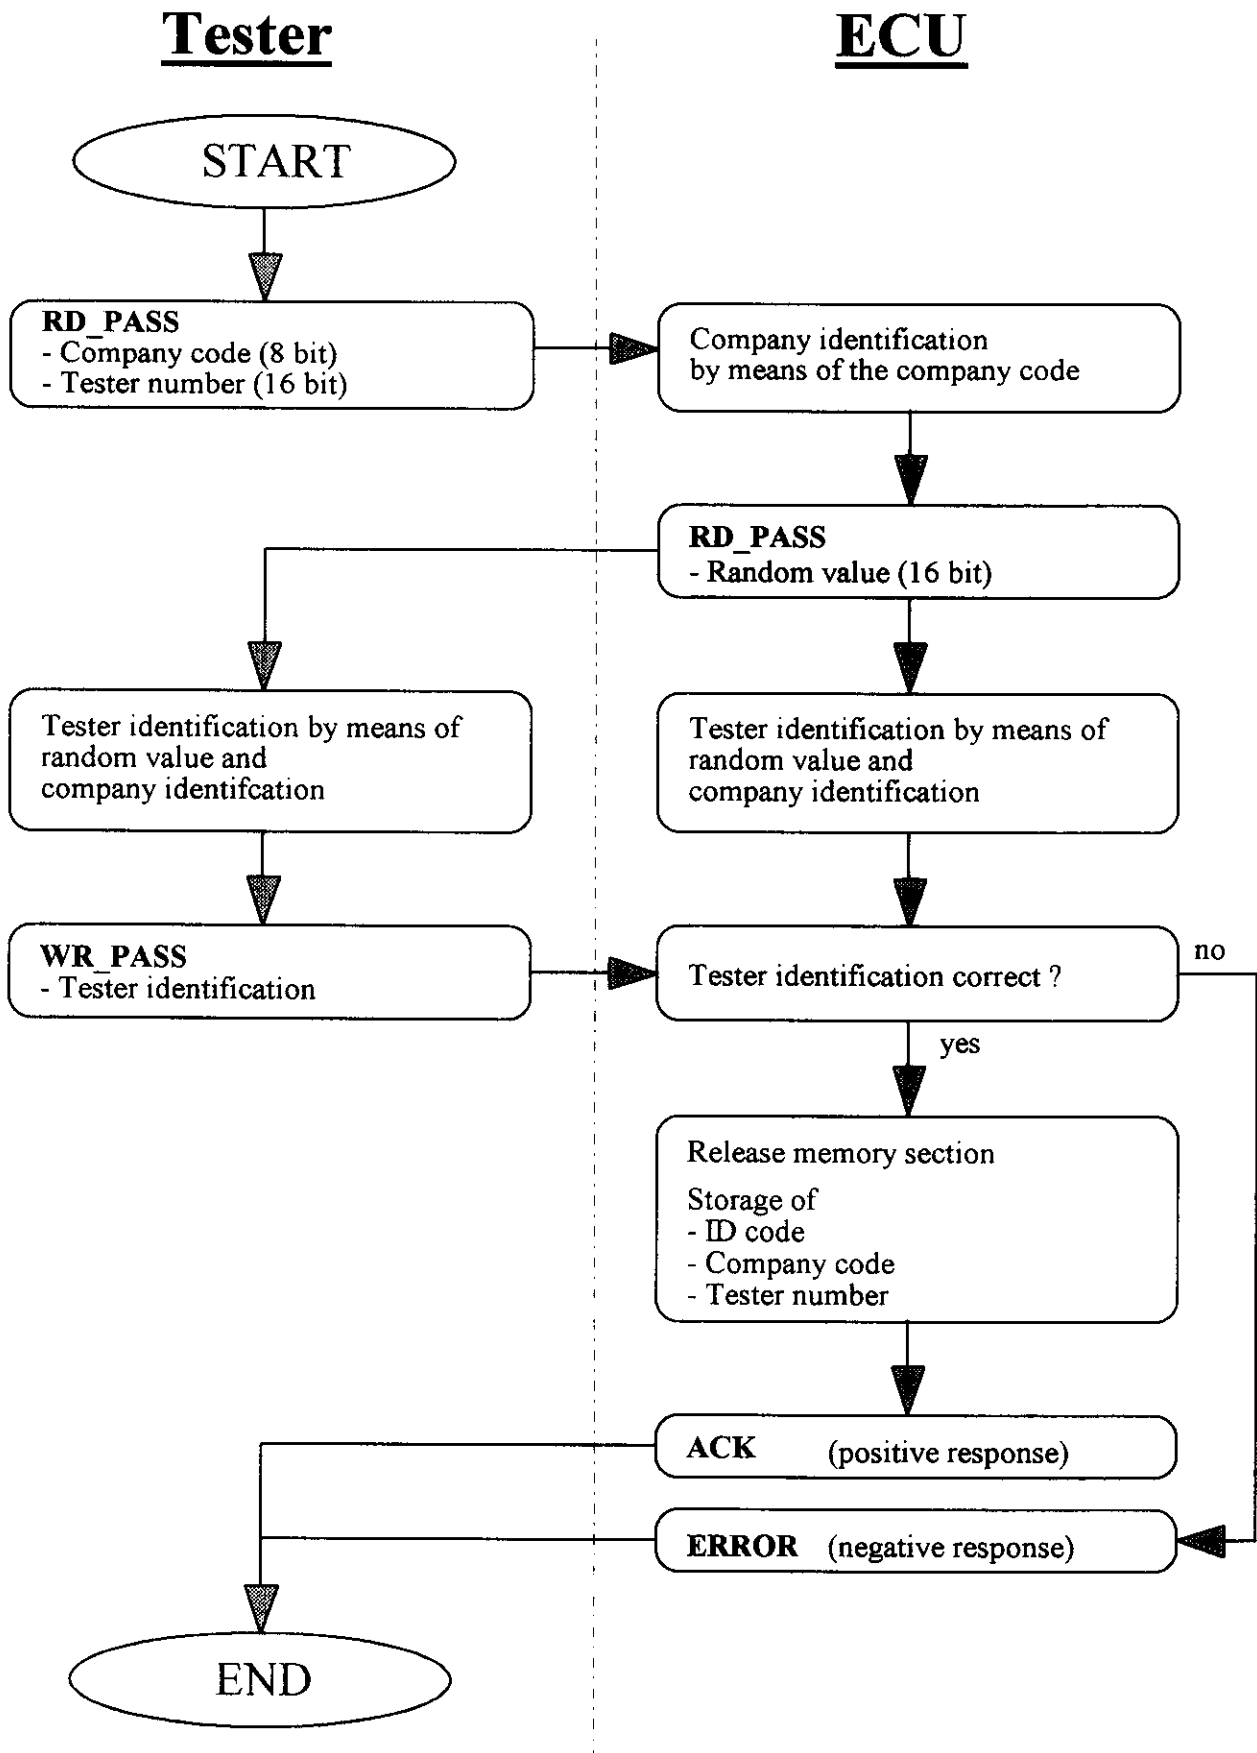 Tester
ECU
START
RD_PASS
- Company code (8 bit)
- Tester number (16 bit)
Company identification
by means of the company code
RD_PASS
- Random value (16 bit)
Tester identification by means of
random value and
company identifcation
Tester identification by means of
random value and
company identification
WR_PASS
- Tester identification
Tester identification correct ?
no
yes
Release memory section
Storage of
- ID code
- Company code
- Tester number
ACK (positive response)
ERROR (negative response)
END